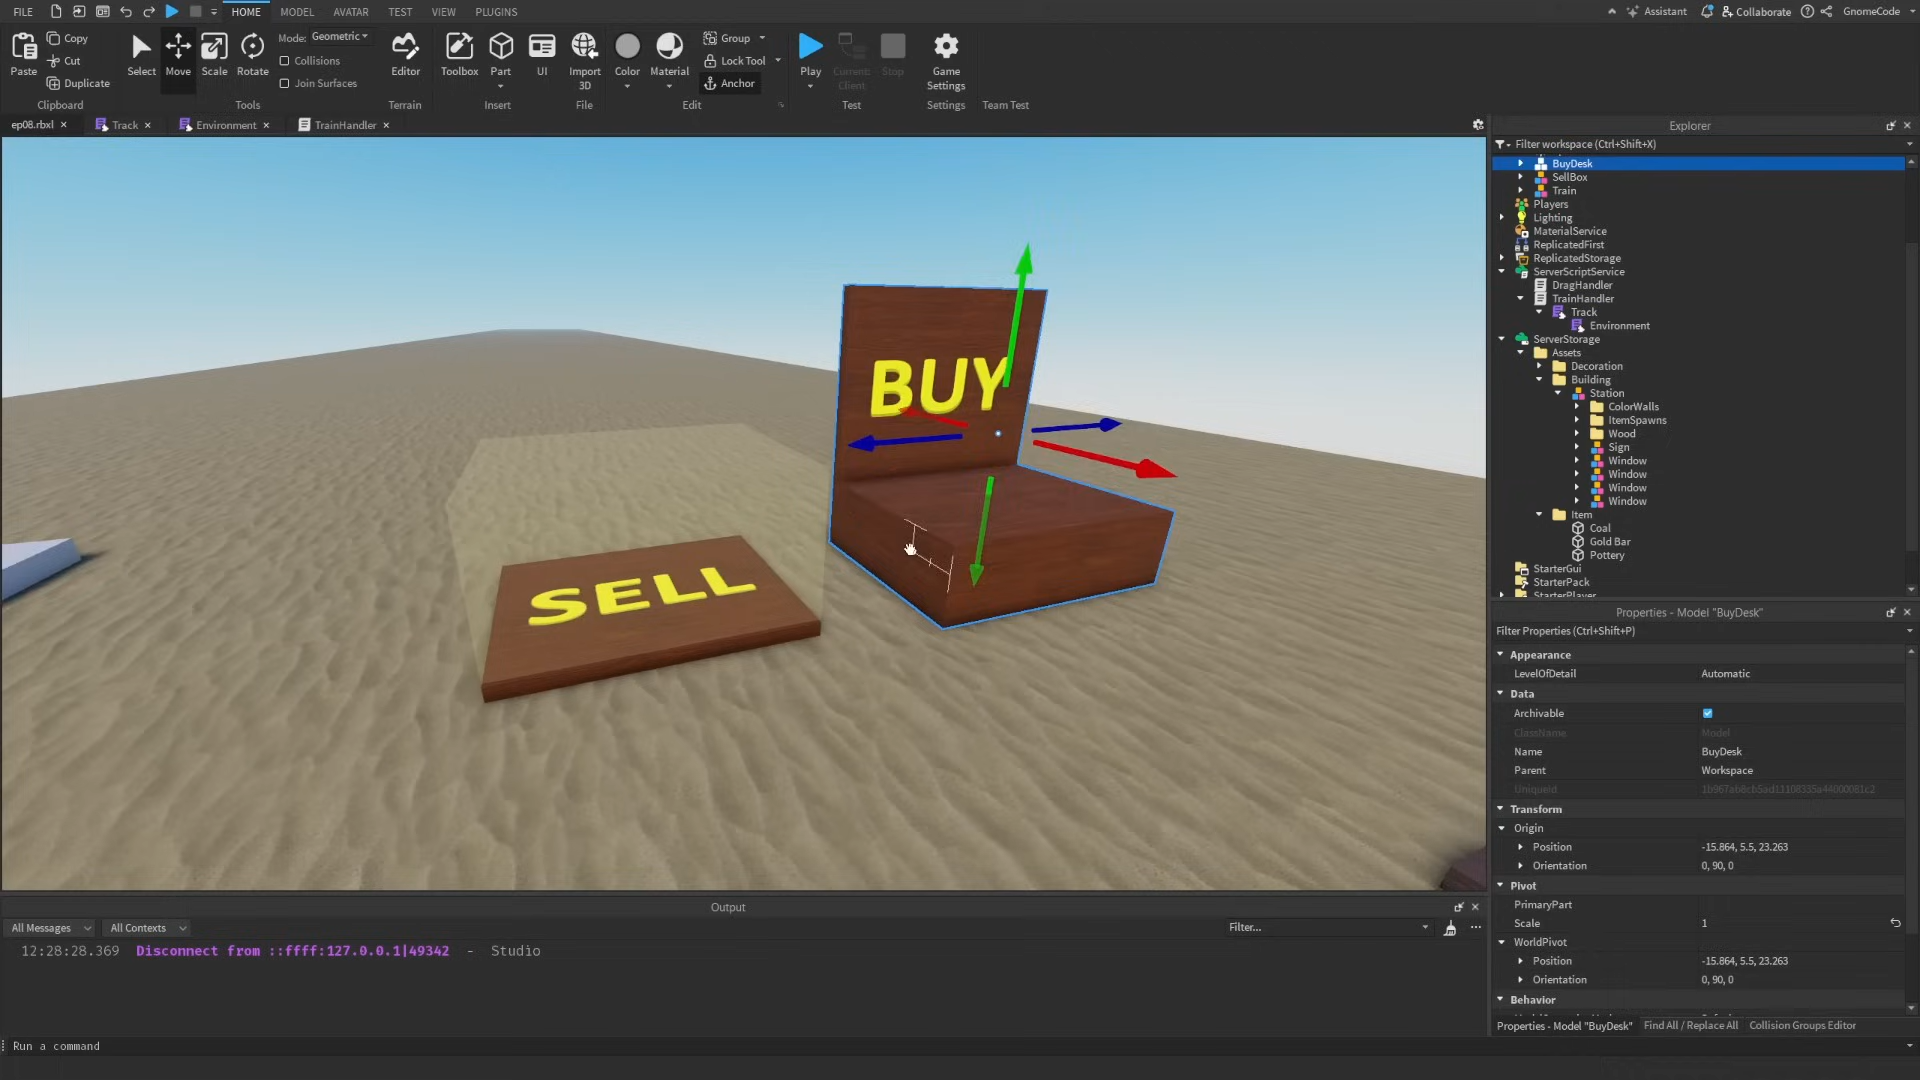 FILE HOME MODEL AVATAR TEST VIEW PLUGINS Assistant Collaborate GnomeCode
Copy Cut Duplicate Paste Clipboard
Select Move Scale Rotate Mode: Geometric Collisions Join Surfaces Tools
Editor Terrain
Toolbox Part UI Insert
Import 3D File
Color Material Group Lock Tool Anchor Edit
Play Current: Client Stop Test
Game Settings Settings
Team Test
ep08.rbxl Track Environment TrainHandler
BUY
SELL
Explorer
Filter workspace (Ctrl+Shift+X)
BuyDesk
SellBox
Train
Players
Lighting
MaterialService
ReplicatedFirst
ReplicatedStorage
ServerScriptService
DragHandler
TrainHandler
Track
Environment
ServerStorage
Assets
Decoration
Building
Station
ColorWalls
ItemSpawns
Wood
Sign
Window
Window
Window
Window
Item
Coal
Gold Bar
Pottery
StarterGui
StarterPack
StarterPlayer
Properties - Model "BuyDesk"
Filter Properties (Ctrl+Shift+P)
Appearance
LevelOfDetail Automatic
Data
Archivable
ClassName Model
Name BuyDesk
Parent Workspace
UniqueId
Transform
Origin
Position -15.864, 5.5, 23.263
Orientation 0, 90, 0
Pivot
PrimaryPart
Scale 1
WorldPivot
Position -15.864, 5.5, 23.263
Orientation 0, 90, 0
Behavior
Properties - Model "BuyDesk" Find All / Replace All Collision Groups Editor
Output
All Messages All Contexts Filter...
12:28:28.369 Disconnect from ::ffff:127.0.0.1|49342 - Studio
Run a command